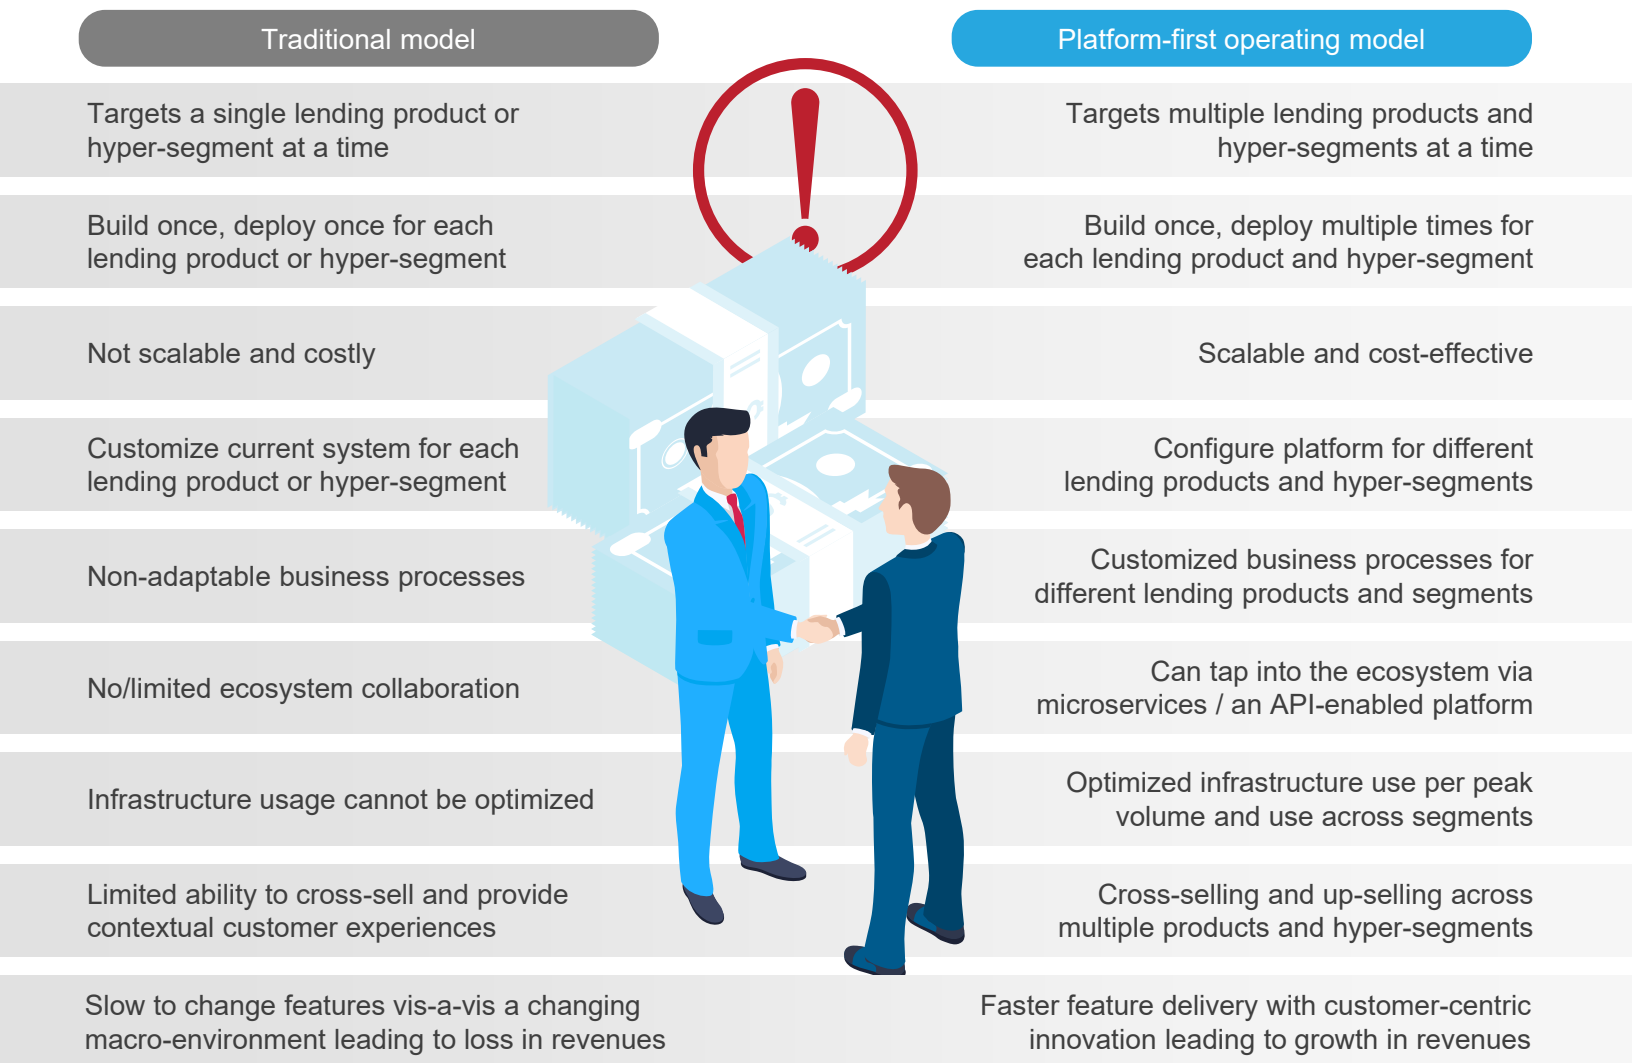 Traditional model
Platform-first operating model
Targets a single lending product or
hyper-segment at a time
Targets multiple lending products and
hyper-segments at a time
Build once, deploy once for each
lending product or hyper-segment
Build once, deploy multiple times for
each lending product and hyper-segment
Not scalable and costly
Scalable and cost-effective
Customize current system for each
lending product or hyper-segment
Configure platform for different
lending products and hyper-segments
Non-adaptable business processes
Customized business processes for
different lending products and segments
No/limited ecosystem collaboration
Can tap into the ecosystem via
microservices / an API-enabled platform
Infrastructure usage cannot be optimized
Optimized infrastructure use per peak
volume and use across segments
Limited ability to cross-sell and provide
contextual customer experiences
Cross-selling and up-selling across
multiple products and hyper-segments
Slow to change features vis-a-vis a changing
macro-environment leading to loss in revenues
Faster feature delivery with customer-centric
innovation leading to growth in revenues